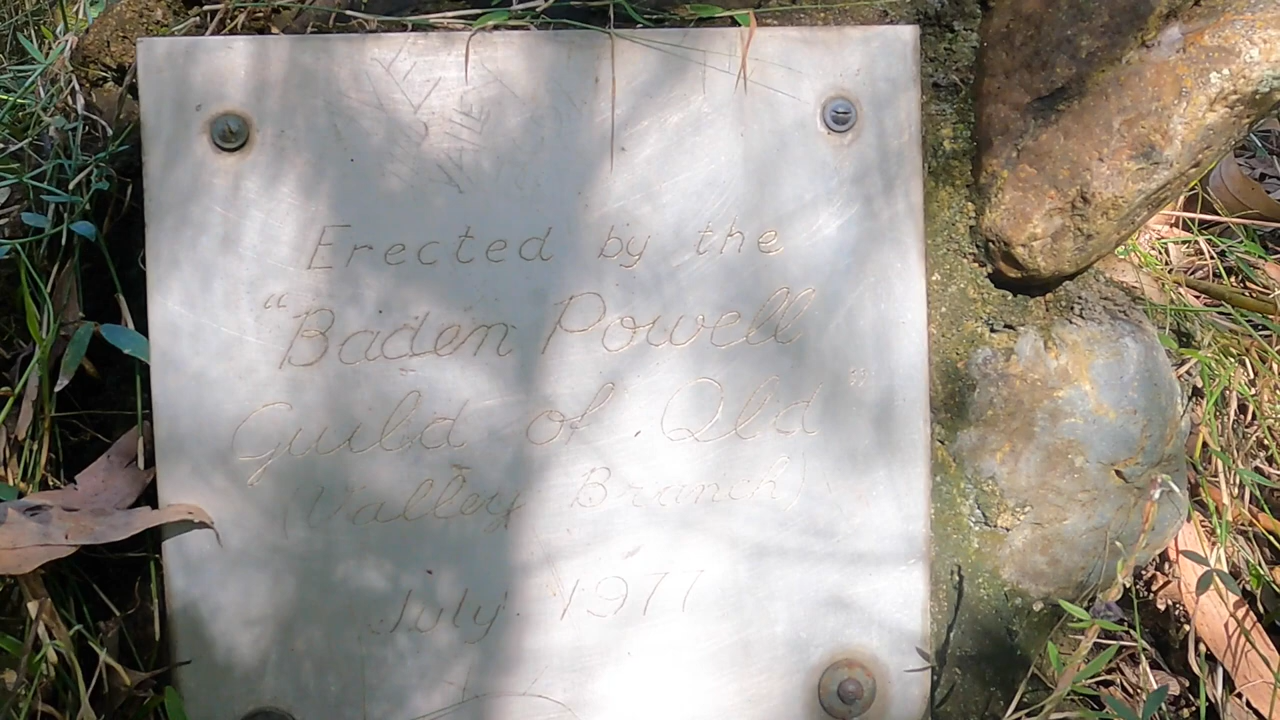 Erected by the
"Baden Powell
Guild of Qld"
(Valley Branch)
July 1977